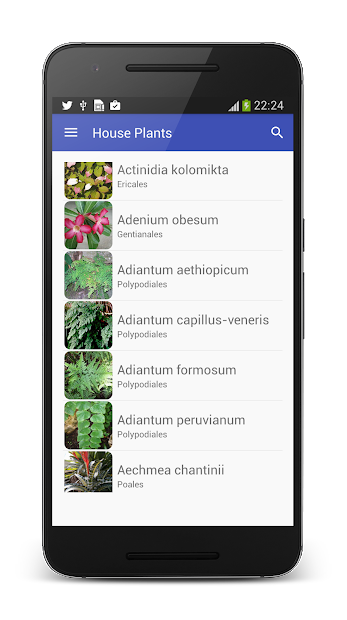 22:24
House Plants
Actinidia kolomikta
Ericales
Adenium obesum
Gentianales
Adiantum aethiopicum
Polypodiales
Adiantum capillus-veneris
Polypodiales
Adiantum formosum
Polypodiales
Adiantum peruvianum
Polypodiales
Aechmea chantinii
Poales